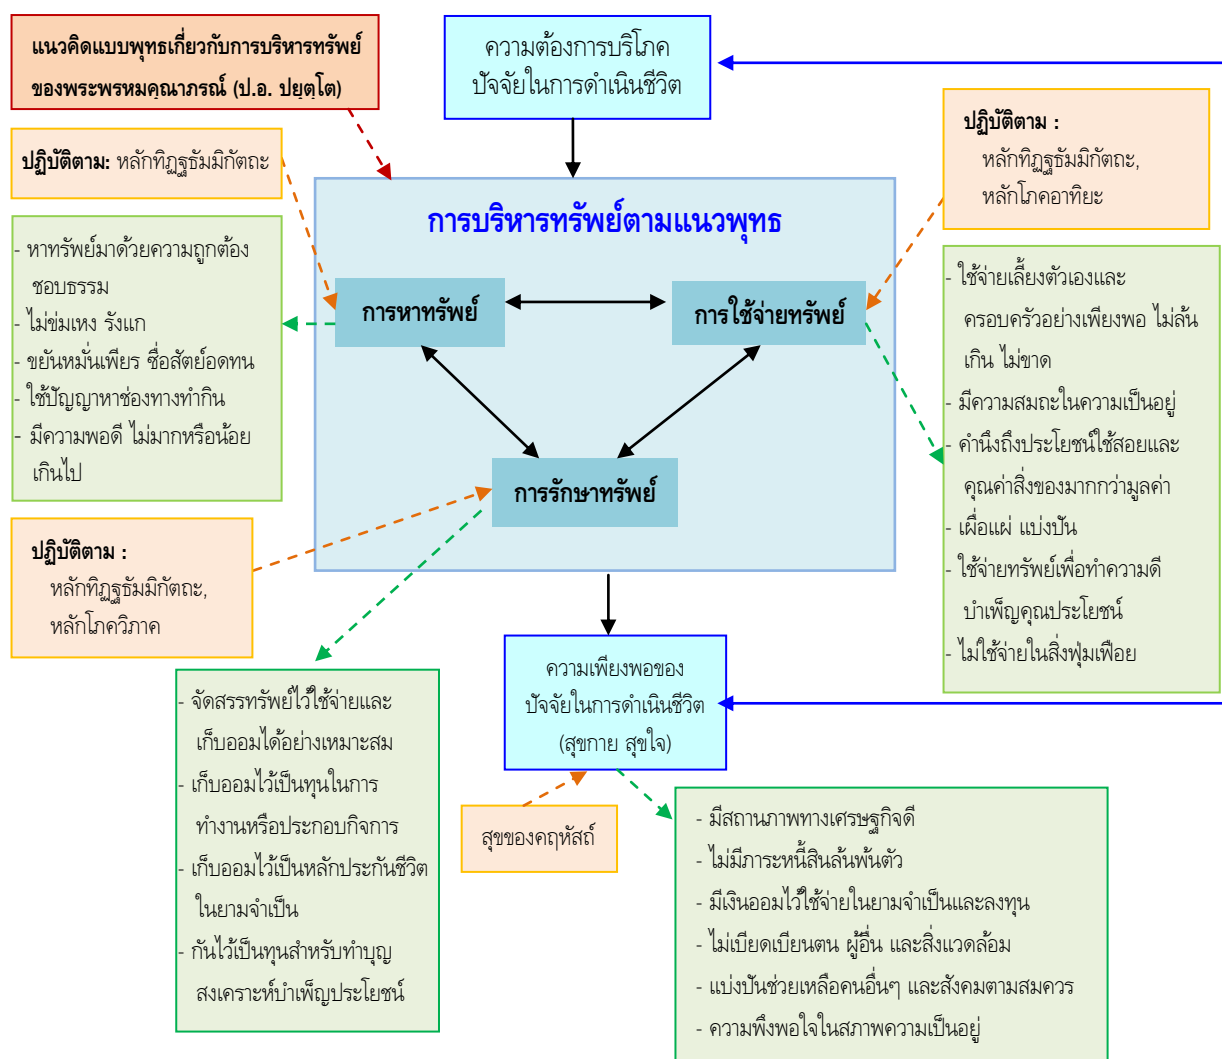 แนวคิดแบบพุทธเกี่ยวกับการบริหารทรัพย์
ของพระพรหมคุณาภรณ์ (ป.อ. ปยุตฺโต)
ความต้องการบริโภค
ปัจจัยในการดำเนินชีวิต
ปฏิบัติตาม: หลักทิฏฐธัมมิกัตถะ
ปฏิบัติตาม :
หลักทิฏฐธัมมิกัตถะ,
หลักโภคอาทิยะ
การบริหารทรัพย์ตามแนวพุทธ
การหาทรัพย์
การใช้จ่ายทรัพย์
การรักษาทรัพย์
- หาทรัพย์มาด้วยความถูกต้อง
ชอบธรรม
- ไม่ข่มเหง รังแก
- ขยันหมั่นเพียร ซื่อสัตย์อดทน
- ใช้ปัญญาหาช่องทางทำกิน
- มีความพอดี ไม่มากหรือน้อย
เกินไป
- ใช้จ่ายเลี้ยงตัวเองและ
ครอบครัวอย่างเพียงพอ ไม่ล้น
เกิน ไม่ขาด
- มีความสมถะในความเป็นอยู่
- คำนึงถึงประโยชน์ใช้สอยและ
คุณค่าสิ่งของมากกว่ามูลค่า
- เผื่อแผ่ แบ่งปัน
- ใช้จ่ายทรัพย์เพื่อทำความดี
บำเพ็ญคุณประโยชน์
- ไม่ใช้จ่ายในสิ่งฟุ่มเฟือย
ปฏิบัติตาม :
หลักทิฏฐธัมมิกัตถะ,
หลักโภควิภาค
ความเพียงพอของ
ปัจจัยในการดำเนินชีวิต
(สุขกาย สุขใจ)
- จัดสรรทรัพย์ไว้ใช้จ่ายและ
เก็บออมได้อย่างเหมาะสม
- เก็บออมไว้เป็นทุนในการ
ทำงานหรือประกอบกิจการ
- เก็บออมไว้เป็นหลักประกันชีวิต
ในยามจำเป็น
- กันไว้เป็นทุนสำหรับทำบุญ
สงเคราะห์บำเพ็ญประโยชน์
สุขของคฤหัสถ์
- มีสถานภาพทางเศรษฐกิจดี
- ไม่มีภาระหนี้สินล้นพ้นตัว
- มีเงินออมไว้ใช้จ่ายในยามจำเป็นและลงทุน
- ไม่เบียดเบียนตน ผู้อื่น และสิ่งแวดล้อม
- แบ่งปันช่วยเหลือคนอื่นๆ และสังคมตามสมควร
- ความพึงพอใจในสภาพความเป็นอยู่